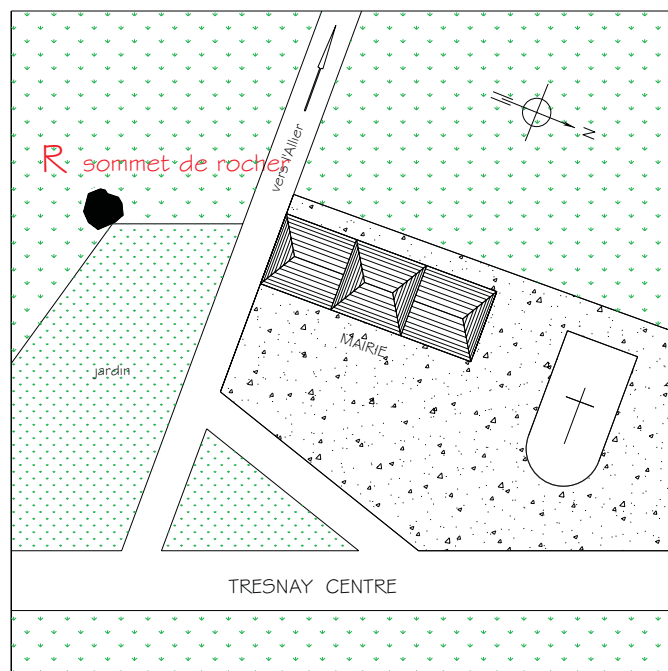 N
R sommet de rocher
vers l'Allier
MAIRIE
jardin
TRESNAY CENTRE